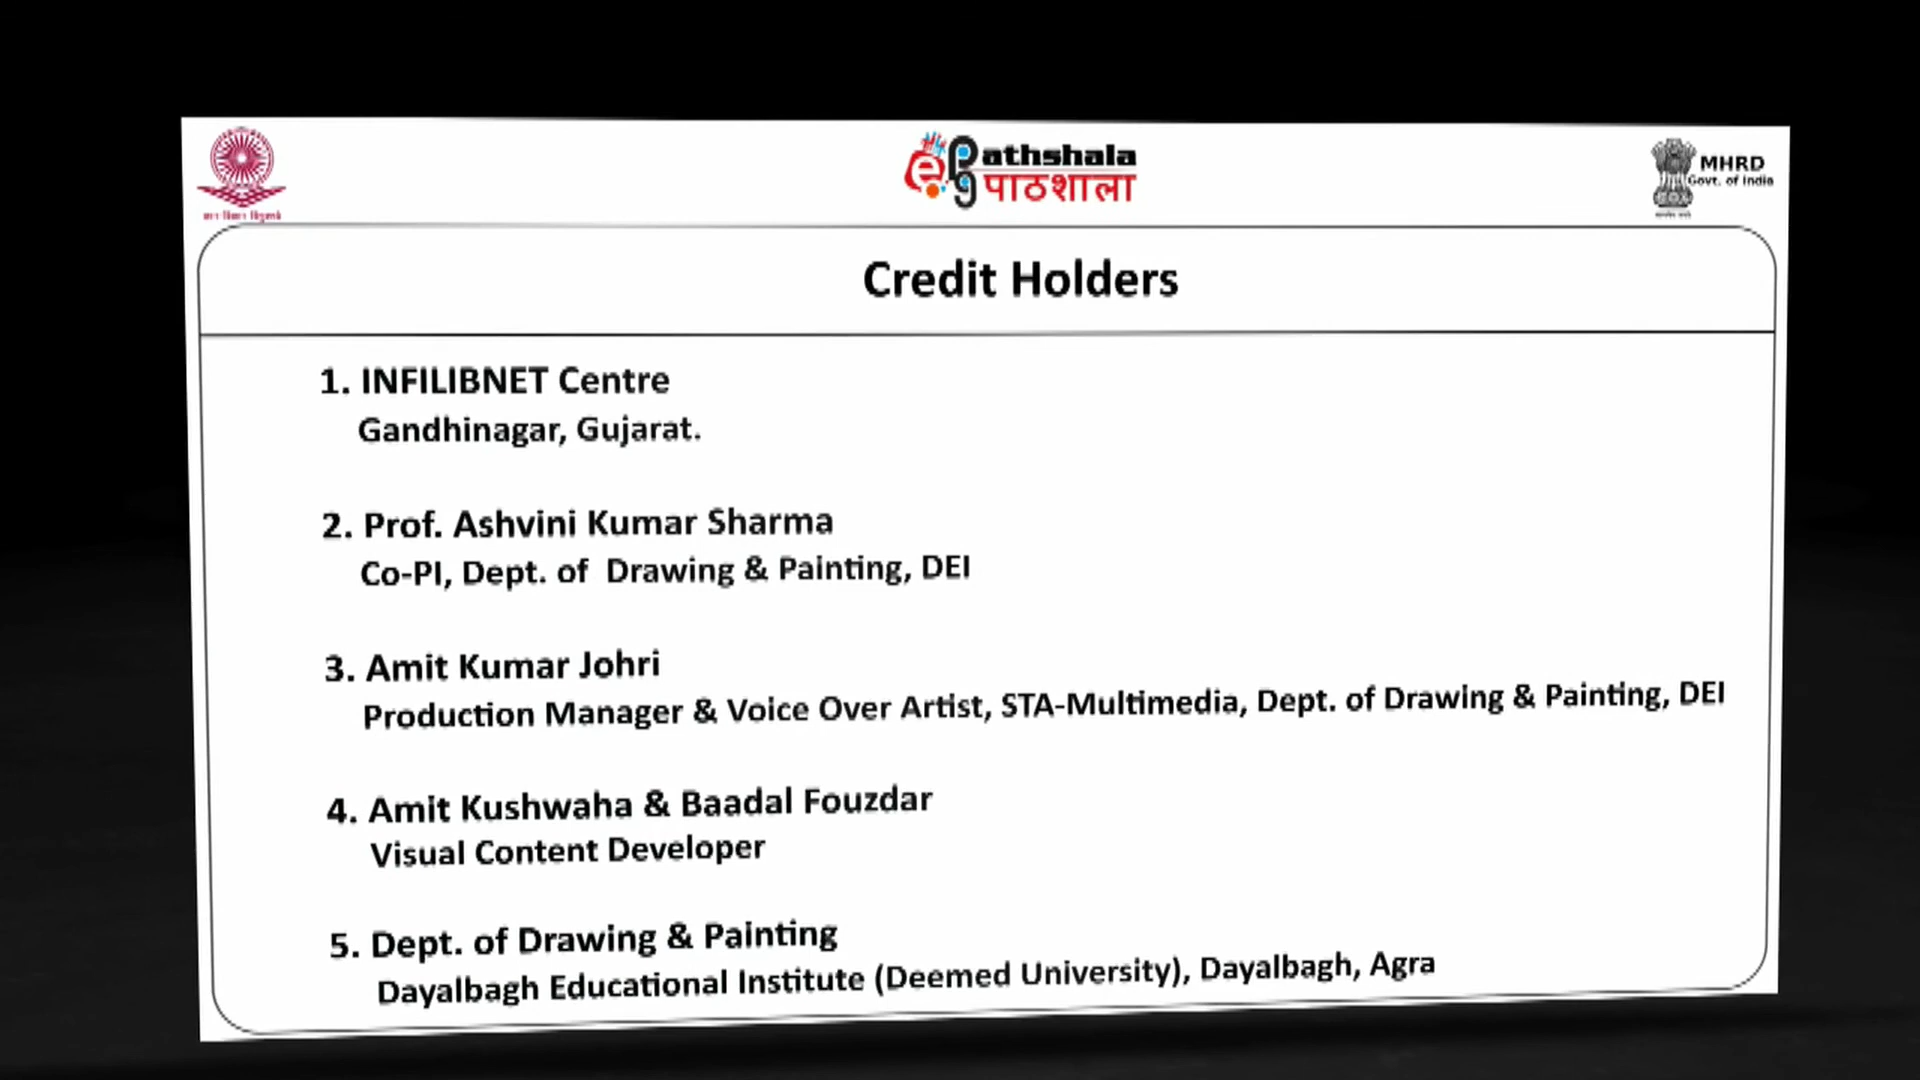 ePG athshala
पाठशाला
MHRD
Govt. of India
Credit Holders
1. INFILIBNET Centre
Gandhinagar, Gujarat.
2. Prof. Ashvini Kumar Sharma
Co-PI, Dept. of Drawing & Painting, DEI
3. Amit Kumar Johri
Production Manager & Voice Over Artist, STA-Multimedia, Dept. of Drawing & Painting, DEI
4. Amit Kushwaha & Baadal Fouzdar
Visual Content Developer
5. Dept. of Drawing & Painting
Dayalbagh Educational Institute (Deemed University), Dayalbagh, Agra